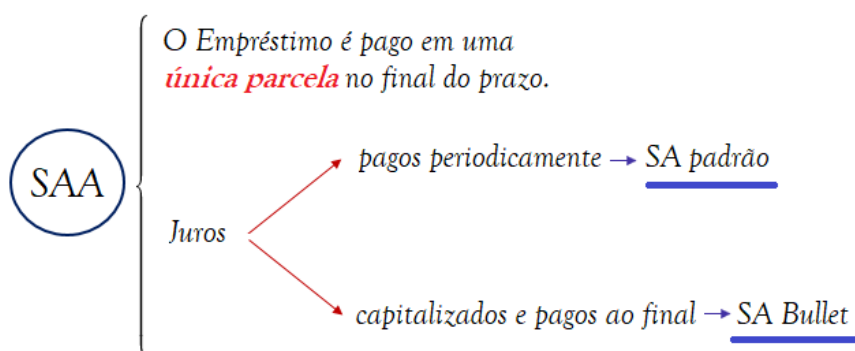 O Empréstimo é pago em uma
única parcela no final do prazo.
SAA
pagos periodicamente → SA padrão
Juros
capitalizados e pagos ao final → SA Bullet